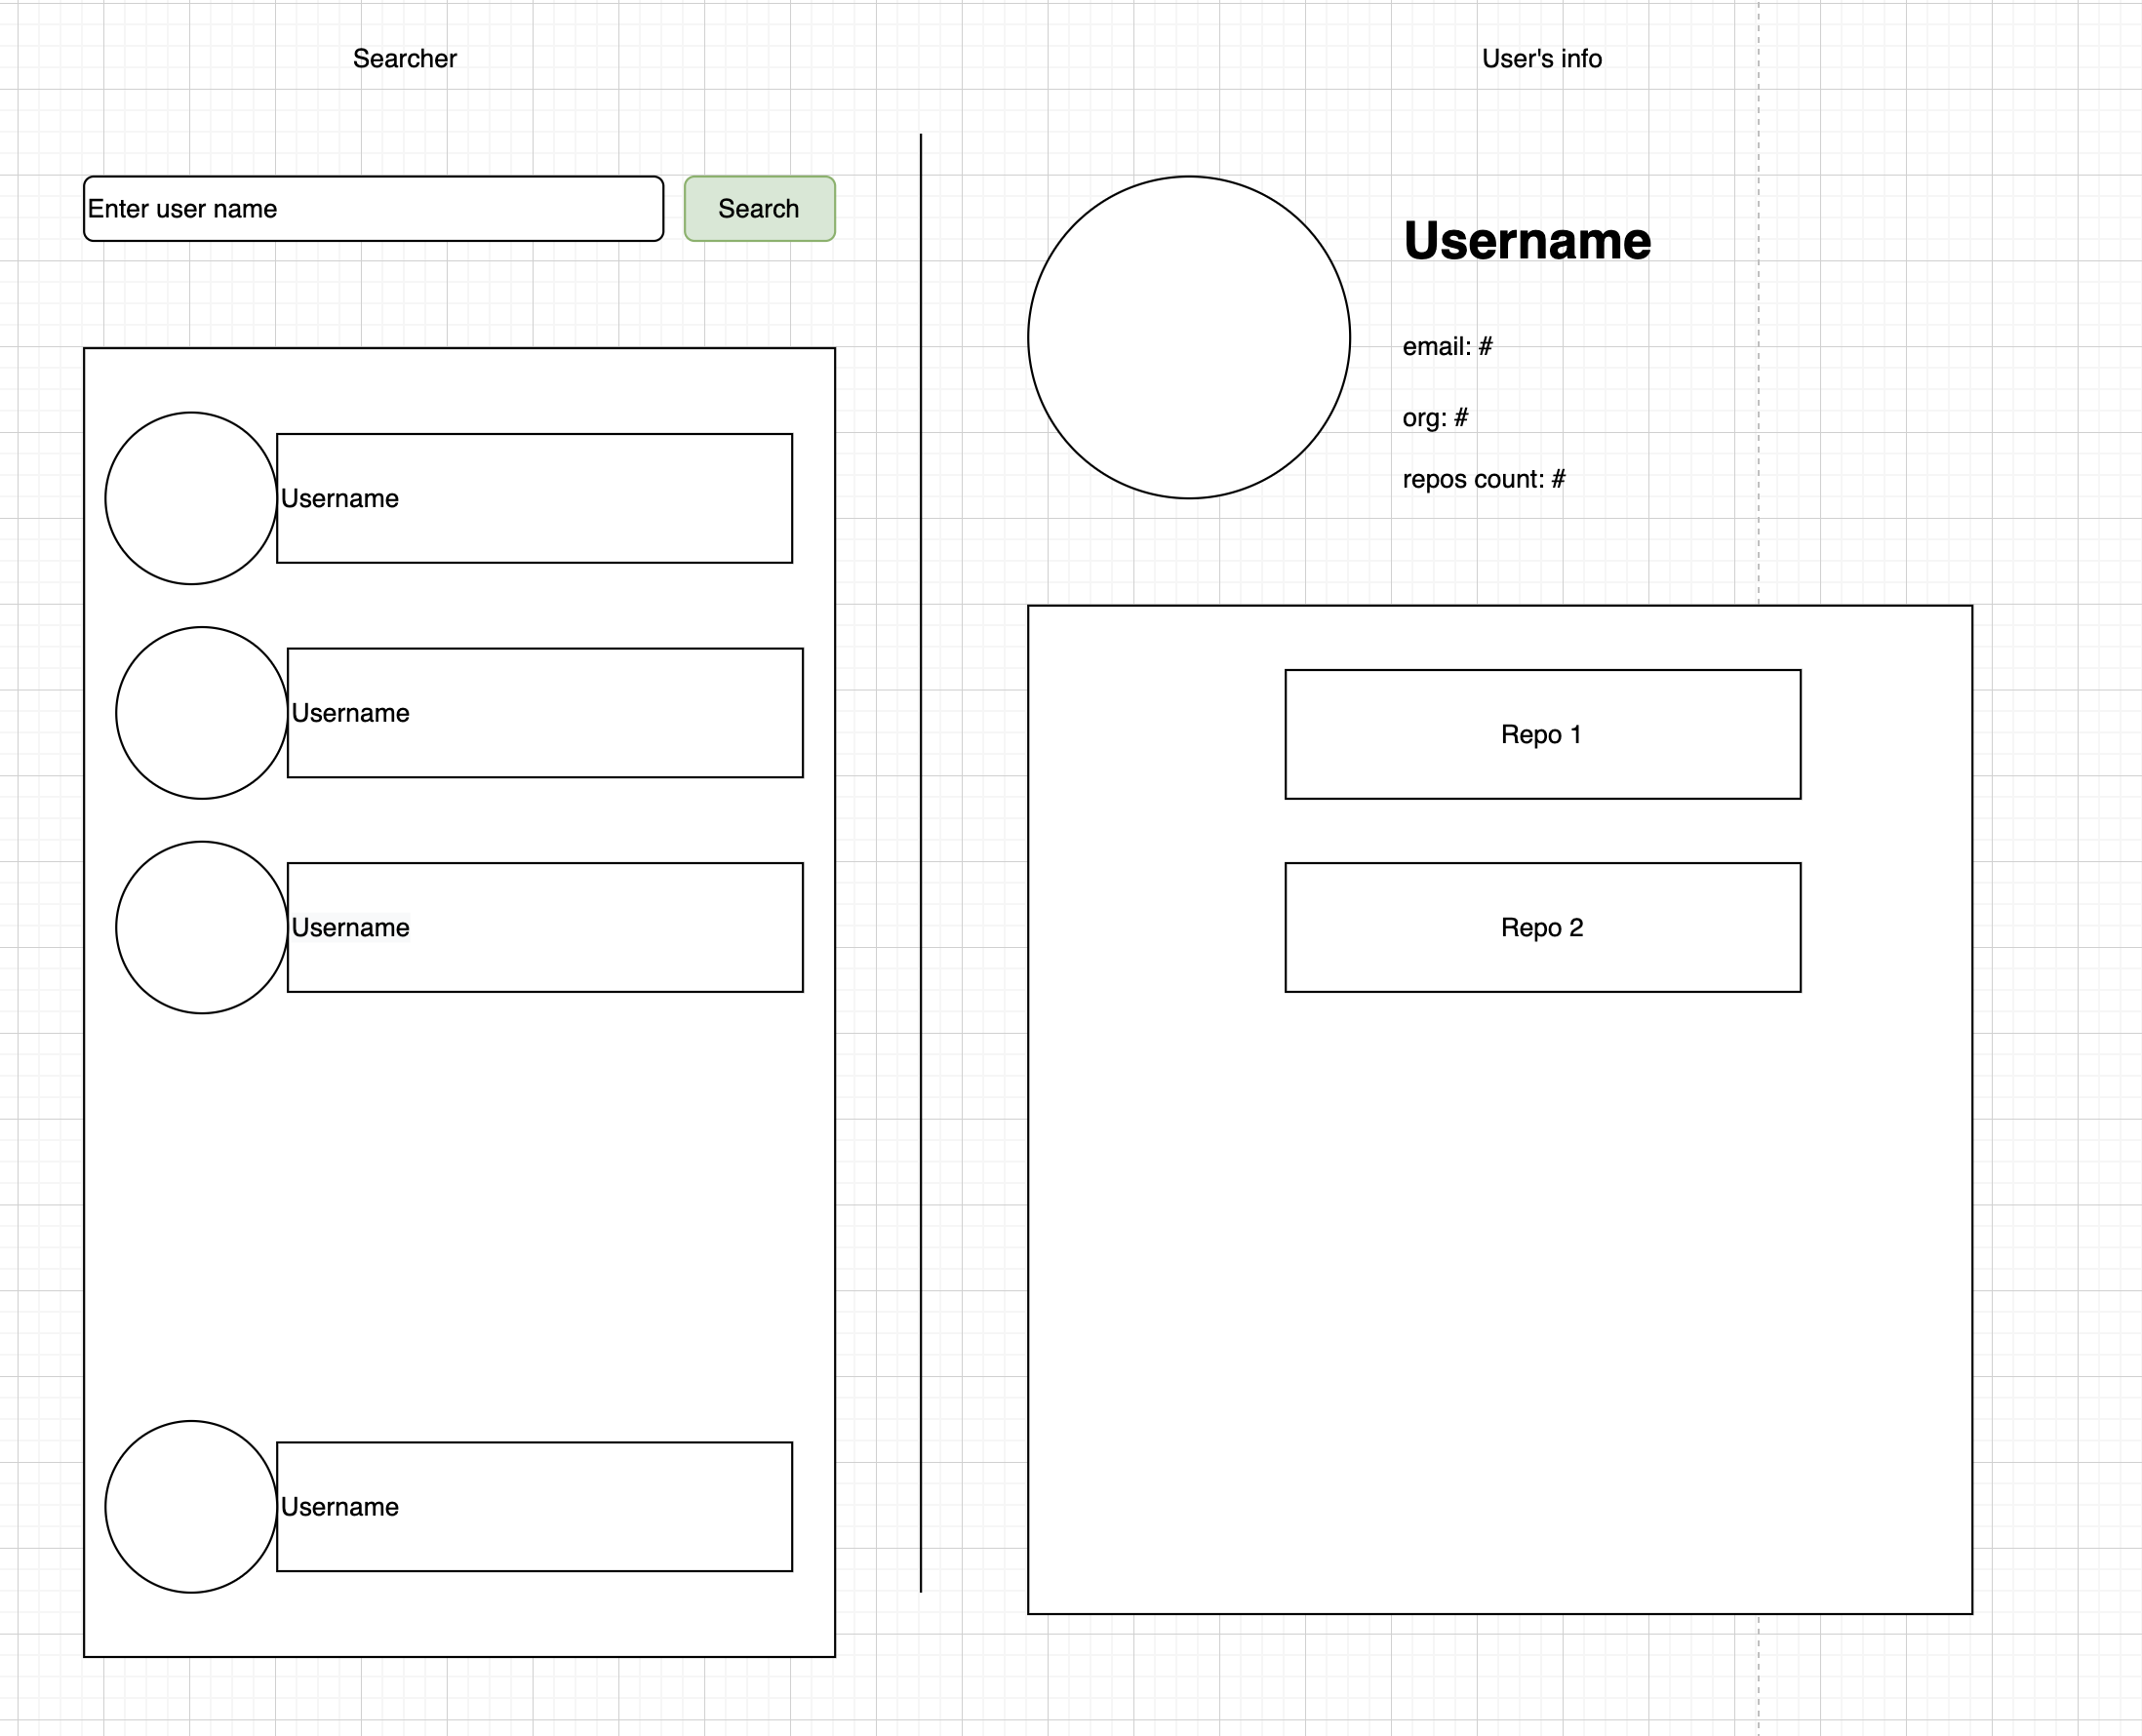 Searcher
Enter user name
Search
Username
Username
Username
Username
User's info
Username
email: #
org: #
repos count: #
Repo 1
Repo 2